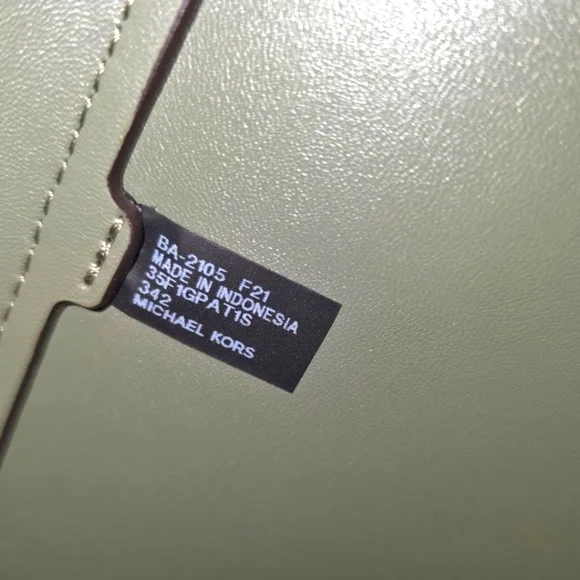 BA-2105 F21
MADE IN INDONESIA
35F1GPAT1S
342
MICHAEL KORS